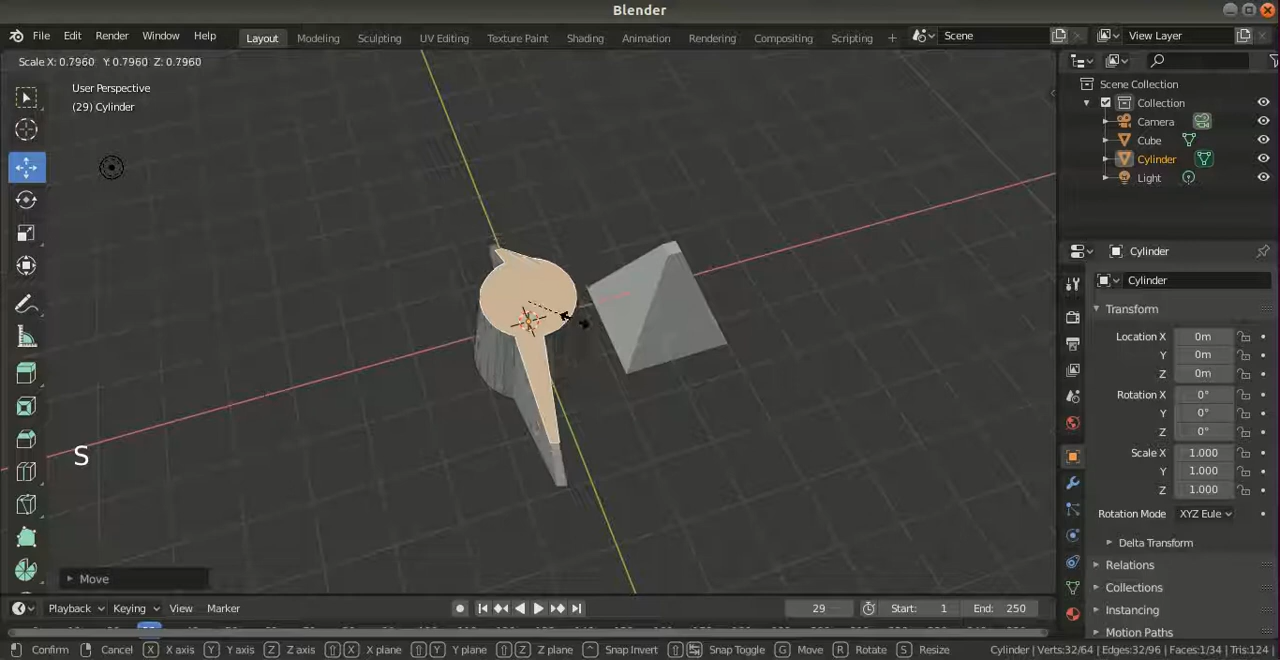 Blender
File Edit Render Window Help Layout Modeling Sculpting UV Editing Texture Paint Shading Animation Rendering Compositing Scripting + Scene View Layer
Scale X: 0.7960 Y: 0.7960 Z: 0.7960
User Perspective
(29) Cylinder
Scene Collection
Collection
Camera
Cube
Cylinder
Light
Cylinder
Cylinder
Transform
Location X 0m
Y 0m
Z 0m
Rotation X 0°
Y 0°
Z 0°
Scale X 1.000
Y 1.000
Z 1.000
Rotation Mode XYZ Eule
Delta Transform
Relations
Collections
Instancing
Motion Paths
S
Move
Playback Keying View Marker 29 Start: 1 End: 250
Confirm Cancel X X axis Y Y axis Z Z axis X X plane Y Y plane Z Z plane Snap Invert Snap Toggle G Move R Rotate S Resize Cylinder | Verts:32/64 | Edges:32/96 | Faces:1/34 | Tris:124 |